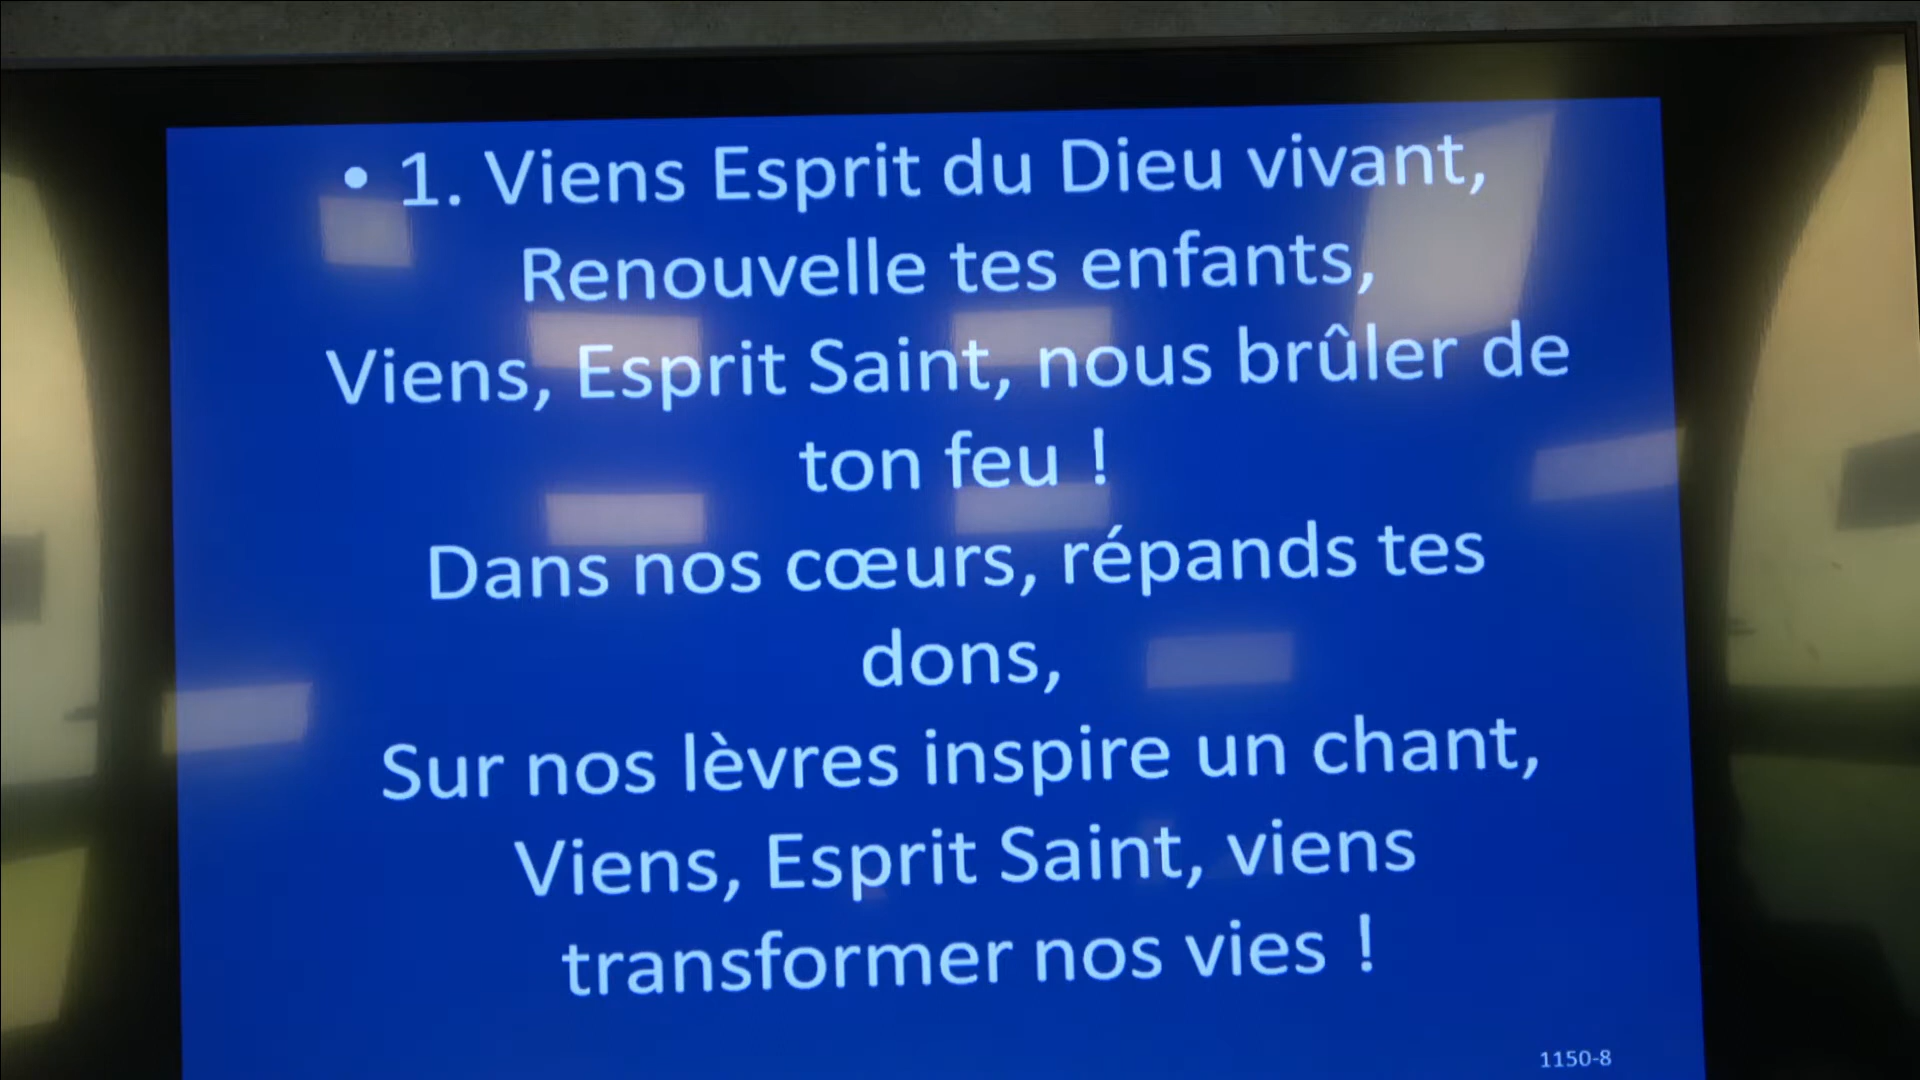 • 1. Viens Esprit du Dieu vivant,
Renouvelle tes enfants,
Viens, Esprit Saint, nous brûler de
ton feu !
Dans nos cœurs, répands tes
dons,
Sur nos lèvres inspire un chant,
Viens, Esprit Saint, viens
transformer nos vies !
1150-8